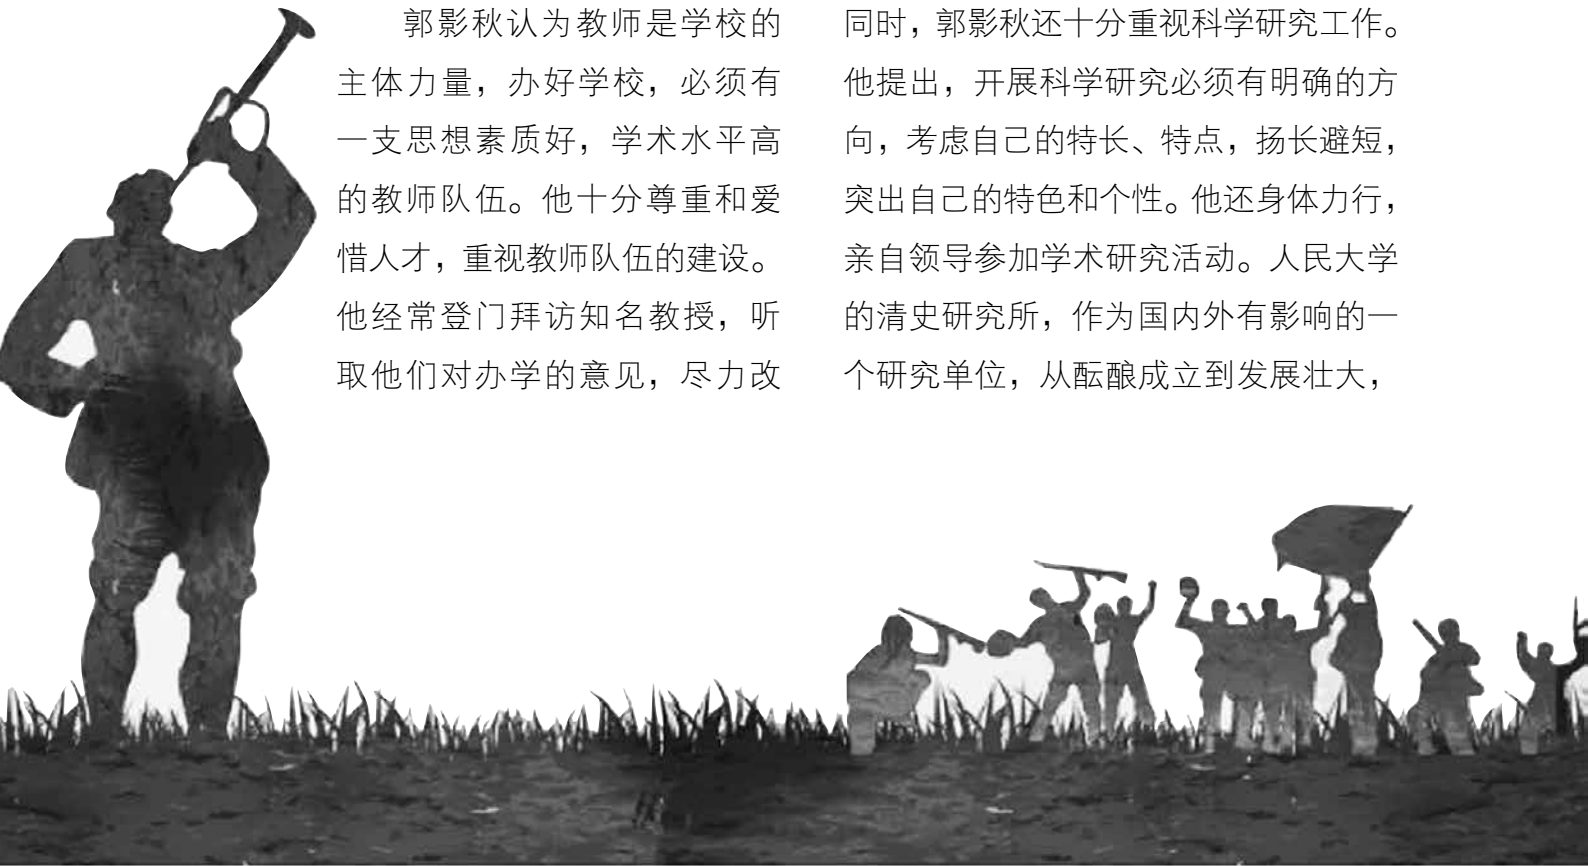 郭影秋认为教师是学校的
主体力量，办好学校，必须有
一支思想素质好，学术水平高
的教师队伍。他十分尊重和爱
惜人才，重视教师队伍的建设。
他经常登门拜访知名教授，听
取他们对办学的意见，尽力改
同时，郭影秋还十分重视科学研究工作。
他提出，开展科学研究必须有明确的方
向，考虑自己的特长、特点，扬长避短，
突出自己的特色和个性。他还身体力行，
亲自领导参加学术研究活动。人民大学
的清史研究所，作为国内外有影响的一
个研究单位，从酝酿成立到发展壮大，